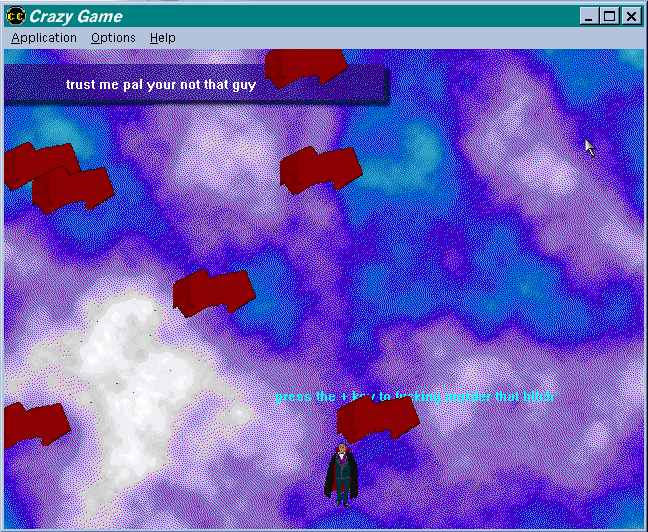 Crazy Game
Application Options Help
trust me pal your not that guy
press the + key to fucking murder that bitch